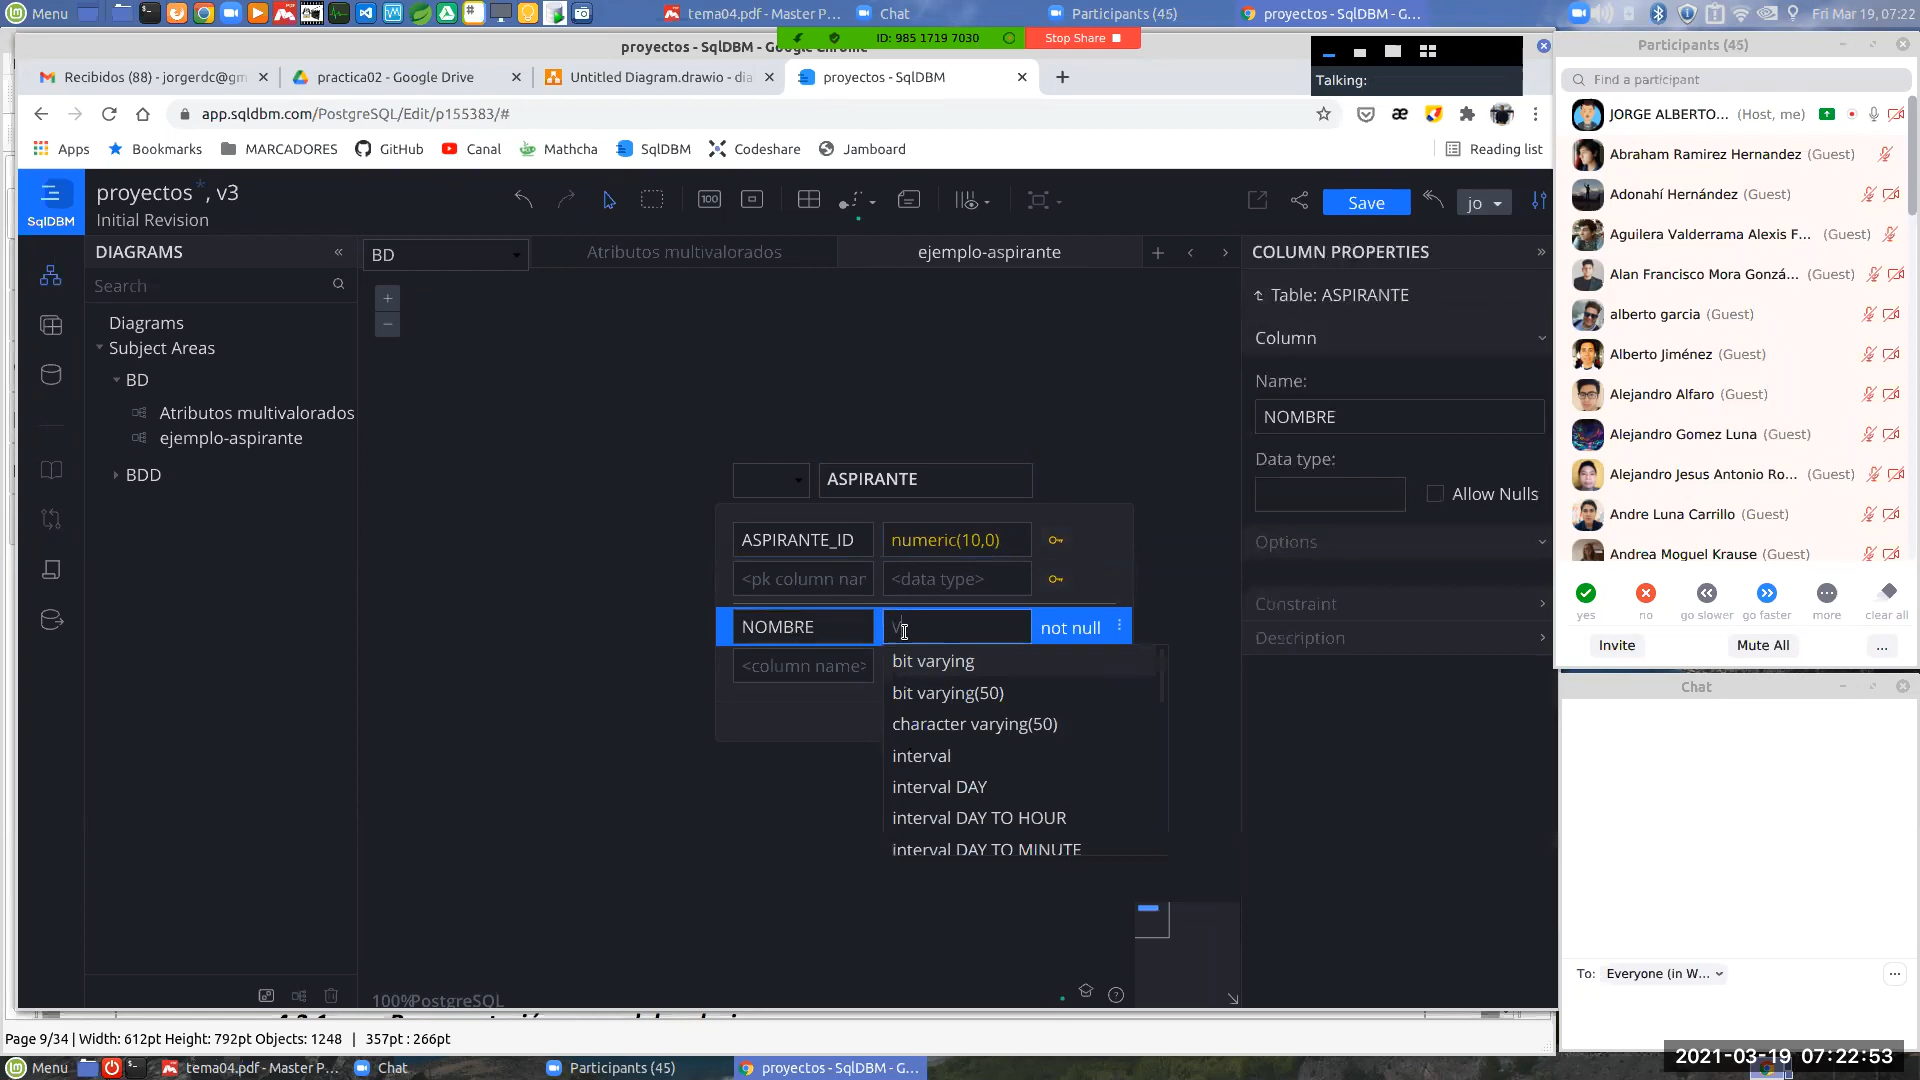 Menu
tema04.pdf - Master P...
Chat
Participants (45)
proyectos - SqlDBM - G...
Fri Mar 19, 07:22
proyectos - SqlDBM - Google Chrome
ID: 985 1719 7030
Stop Share
Talking:
Recibidos (88) - jorgerdc@gm
practica02 - Google Drive
Untitled Diagram.drawio - dia
proyectos - SqlDBM
app.sqldbm.com/PostgreSQL/Edit/p155383/#
Apps
Bookmarks
MARCADORES
GitHub
Canal
Mathcha
SqlDBM
Codeshare
Jamboard
Reading list
SqlDBM
proyectos* , v3
Initial Revision
100
Save
jo
DIAGRAMS
Search
Diagrams
Subject Areas
BD
Atributos multivalorados
ejemplo-aspirante
BDD
BD
Atributos multivalorados
ejemplo-aspirante
ASPIRANTE
ASPIRANTE_ID
numeric(10,0)
<pk column nar
<data type>
NOMBRE
not null
<column name>
bit varying
bit varying(50)
character varying(50)
interval
interval DAY
interval DAY TO HOUR
interval DAY TO MINUTE
100%PostgreSQL
COLUMN PROPERTIES
Table: ASPIRANTE
Column
Name:
NOMBRE
Data type:
Allow Nulls
Options
Constraint
Description
Participants (45)
Find a participant
JORGE ALBERTO... (Host, me)
Abraham Ramirez Hernandez (Guest)
Adonahí Hernández (Guest)
Aguilera Valderrama Alexis F... (Guest)
Alan Francisco Mora Gonzá... (Guest)
alberto garcia (Guest)
Alberto Jiménez (Guest)
Alejandro Alfaro (Guest)
Alejandro Gomez Luna (Guest)
Alejandro Jesus Antonio Ro... (Guest)
Andre Luna Carrillo (Guest)
Andrea Moguel Krause (Guest)
yes
no
go slower
go faster
more
clear all
Invite
Mute All
...
Chat
To: Everyone (in W...
Page 9/34 | Width: 612pt Height: 792pt Objects: 1248 | 357pt : 266pt
Menu
tema04.pdf - Master P...
Chat
Participants (45)
proyectos - SqlDBM - G...
2021-03-19 07:22:53